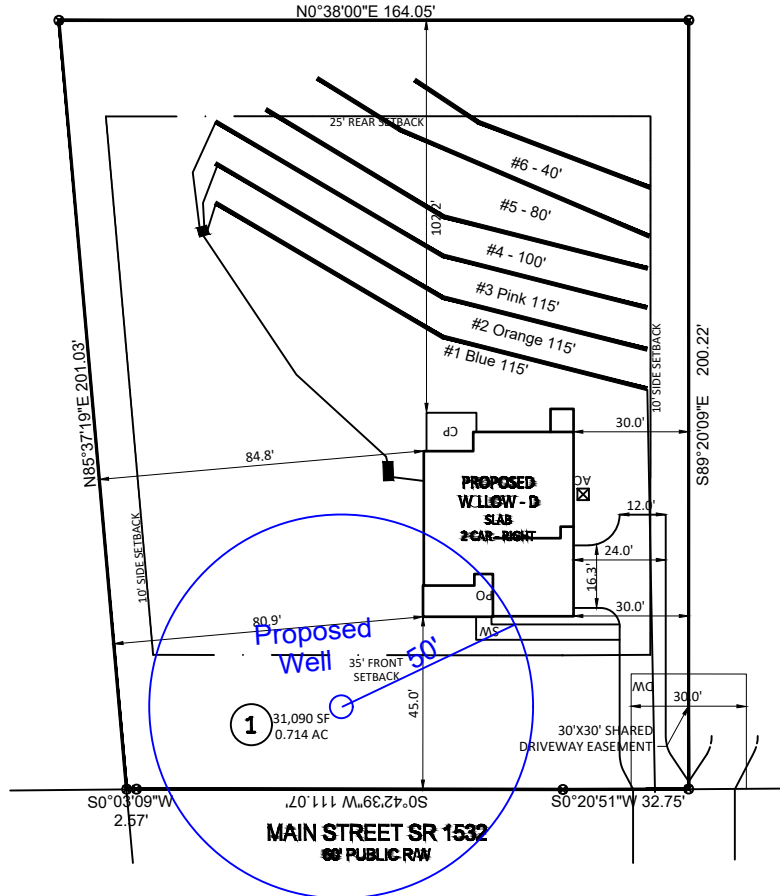 N0°38'00"E 164.05'
25' REAR SETBACK
#6 - 40'
#5 - 80'
#4 - 100'
#3 Pink 115'
#2 Orange 115'
#1 Blue 115'
102.2'
N85°37'19"E 201.03'
S89°20'09"E 200.22'
10' SIDE SETBACK
10' SIDE SETBACK
CP
30.0'
84.8'
AC
PROPOSED
WILLOW - D
SLAB
2 CAR - RIGHT
12.0'
24.0'
16.3'
PO
30.0'
80.9'
SW
Proposed
Well
50'
35' FRONT
SETBACK
45.0'
DW
30.0'
1
31,090 SF
0.714 AC
30'X30' SHARED
DRIVEWAY EASEMENT
S0°03'09"W
2.57'
S0°42'39"W 111.07'
S0°20'51"W 32.75'
MAIN STREET SR 1532
60' PUBLIC R/W